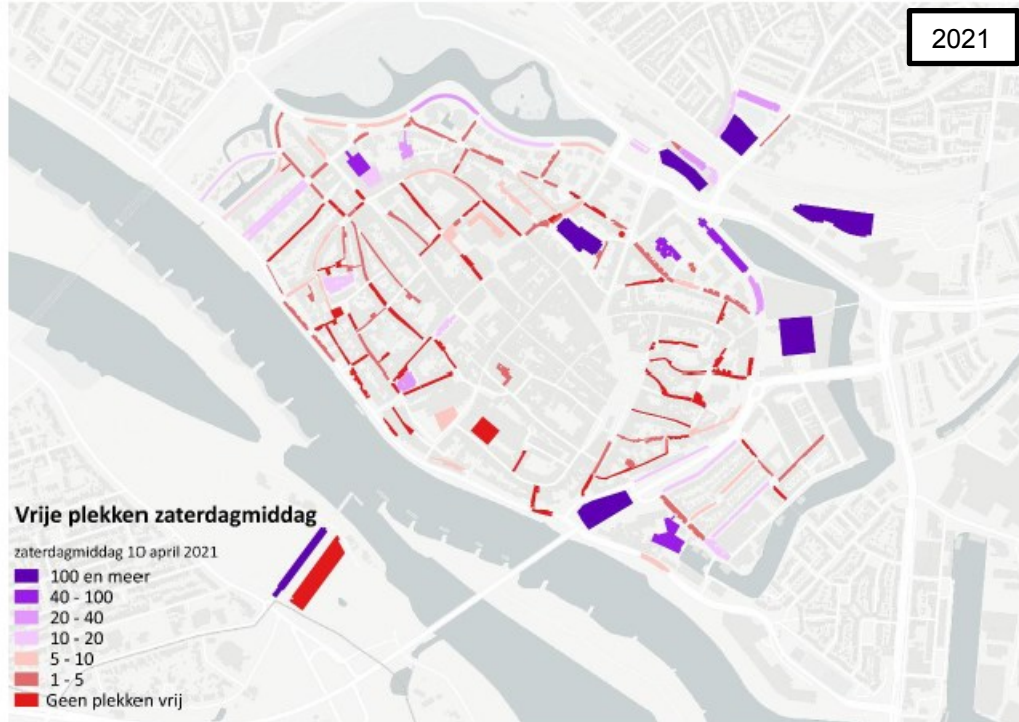 2021
Vrije plekken zaterdagmiddag
zaterdagmiddag 10 april 2021
100 en meer
40 - 100
20 - 40
10 - 20
5 - 10
1 - 5
Geen plekken vrij